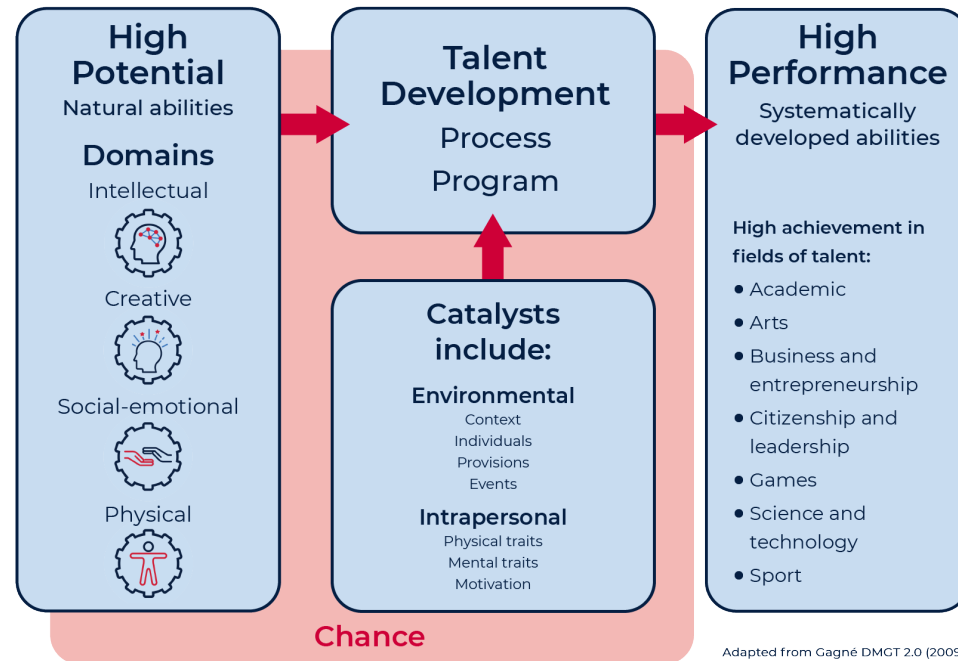 High
Potential
Natural abilities
Domains
Intellectual
Creative
Social-emotional
Physical
Talent
Development
Process
Program
Catalysts
include:
Environmental
Context
Individuals
Provisions
Events
Intrapersonal
Physical traits
Mental traits
Motivation
Chance
High
Performance
Systematically
developed abilities
High achievement in
fields of talent:
• Academic
• Arts
• Business and
entrepreneurship
• Citizenship and
leadership
• Games
• Science and
technology
• Sport
Adapted from Gagné DMGT 2.0 (2009